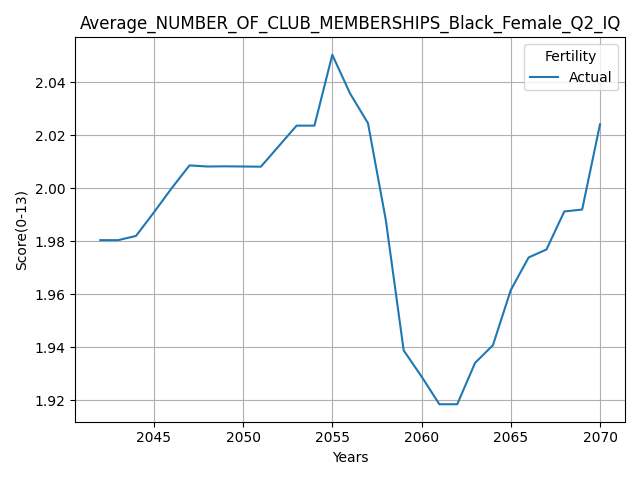 Average_NUMBER_OF_CLUB_MEMBERSHIPS_Black_Female_Q2_IQ
Fertility
Actual
Score(0-13)
2.04
2.02
2.00
1.98
1.96
1.94
1.92
2045 2050 2055 2060 2065 2070
Years